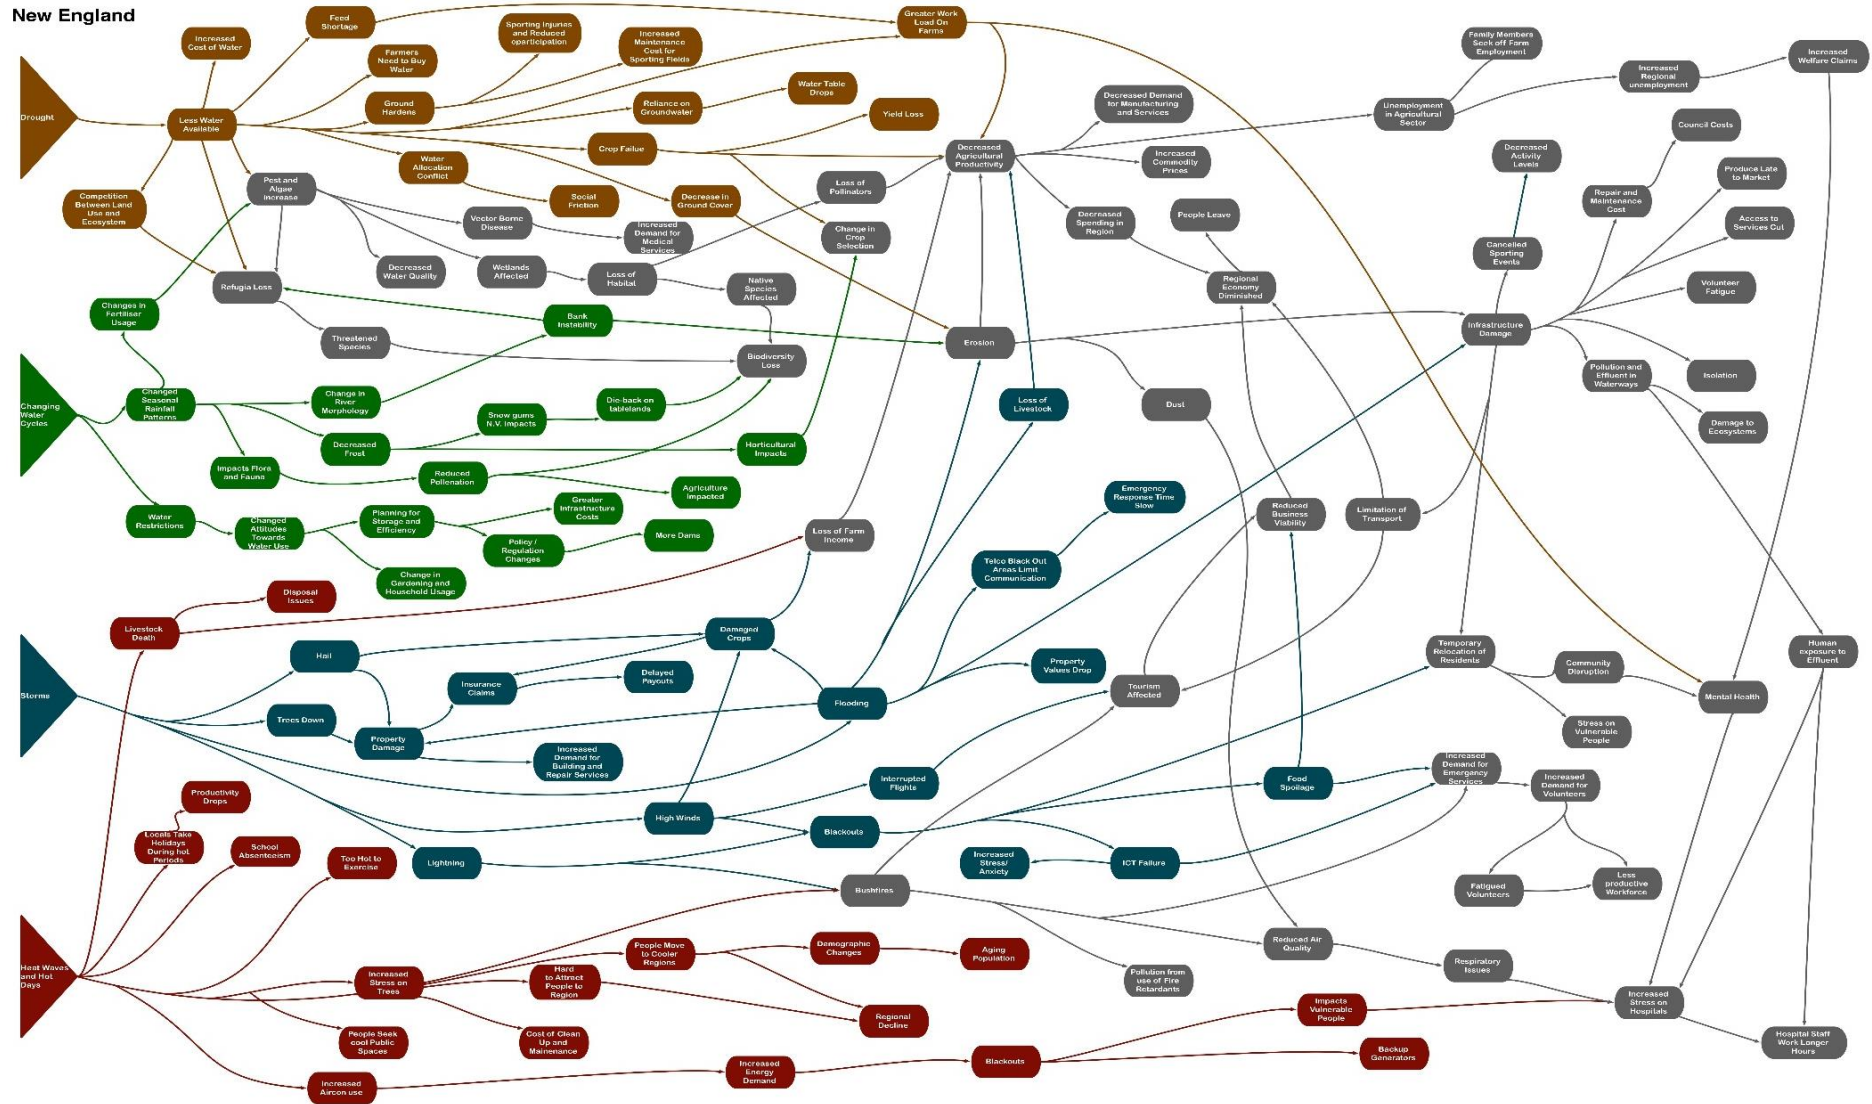 New England
Drought
Changing
Water
Cycles
Storms
Heat Waves
and Hot
Days
Increased
Cost of Water
Feed
Shortage
Farmers
Need to Buy
Water
Sporting Injuries
and Reduced
oparticipation
Increased
Maintenance
Cost for
Sporting Fields
Greater Work
Load On
Farms
Less Water
Available
Ground
Hardens
Reliance on
Groundwater
Water Table
Drops
Yield Loss
Crop Failue
Water
Allocation
Conflict
Social
Friction
Decrease in
Ground Cover
Competition
Between Land
Use and
Ecosystem
Pest and
Algae
Increase
Vector Borne
Disease
Increased
Demand for
Medical
Services
Decreased
Water Quality
Wetlands
Affected
Loss of
Habitat
Native
Species
Affected
Loss of
Pollinators
Change in
Crop
Selection
Refugia Loss
Threatened
Species
Biodiversity
Loss
Decreased
Agricultural
Productivity
Decreased Demand
for Manufacturing
and Services
Increased
Commodity
Prices
Decreased
Spending in
Region
People Leave
Regional
Economy
Diminished
Unemployment
in Agricultural
Sector
Family Members
Seek off Farm
Employment
Increased
Regional
unemployment
Increased
Welfare Claims
Decreased
Activity
Levels
Cancelled
Sporting
Events
Infrastructure
Damage
Council Costs
Repair and
Maintenance
Cost
Produce Late
to Market
Access to
Services Cut
Volunteer
Fatigue
Isolation
Pollution and
Effluent in
Waterways
Damage to
Ecosystems
Erosion
Dust
Loss of
Livestock
Changes in
Fertiliser
Usage
Bank
Instability
Changed
Seasonal
Rainfall
Patterns
Change in
River
Morphology
Decreased
Frost
Snow gums
N.V. Impacts
Die-back on
tablelands
Horticultural
Impacts
Impacts Flora
and Fauna
Reduced
Pollenation
Agriculture
Impacted
Water
Restrictions
Changed
Attitudes
Towards
Water Use
Planning for
Storage and
Efficiency
Greater
Infrastructure
Costs
Policy /
Regulation
Changes
More Dams
Change in
Gardening and
Household Usage
Loss of Farm
Income
Emergency
Response Time
Slow
Telco Black Out
Areas Limit
Communication
Reduced
Business
Viability
Limitation of
Transport
Disposal
Issues
Livestock
Death
Hail
Damaged
Crops
Insurance
Claims
Delayed
Payouts
Trees Down
Property
Damage
Increased
Demand for
Building and
Repair Services
Flooding
Property
Values Drop
Tourism
Affected
Temporary
Relocation of
Residents
Community
Disruption
Stress on
Vulnerable
People
Mental Health
Human
exposure to
Effluent
Interrupted
Flights
High Winds
Blackouts
Lightning
Food
Spoilage
Increased
Demand for
Emergancy
Services
Increased
Demand for
Volunteers
Increased
Stress/
Anxiety
ICT Failure
Fatigued
Volunteers
Less
productive
Workforce
Bushfires
Productivity
Drops
Locals Take
Holidays
During hot
Periods
School
Absenteeism
Too Hot to
Exercise
Increased
Stress on
Trees
People Move
to Cooler
Regions
Demographic
Changes
Aging
Population
Hard
to Attract
People to
Region
Regional
Decline
People Seek
cool Public
Spaces
Cost of Clean
Up and
Mainenance
Pollution from
use of Fire
Retardants
Reduced Air
Quality
Respiratory
Issues
Impacts
Vulnerable
People
Increased
Stress on
Hospitals
Hospital Staff
Work Longer
Hours
Increased
Aircon use
Increased
Energy
Demand
Blackouts
Backup
Generators